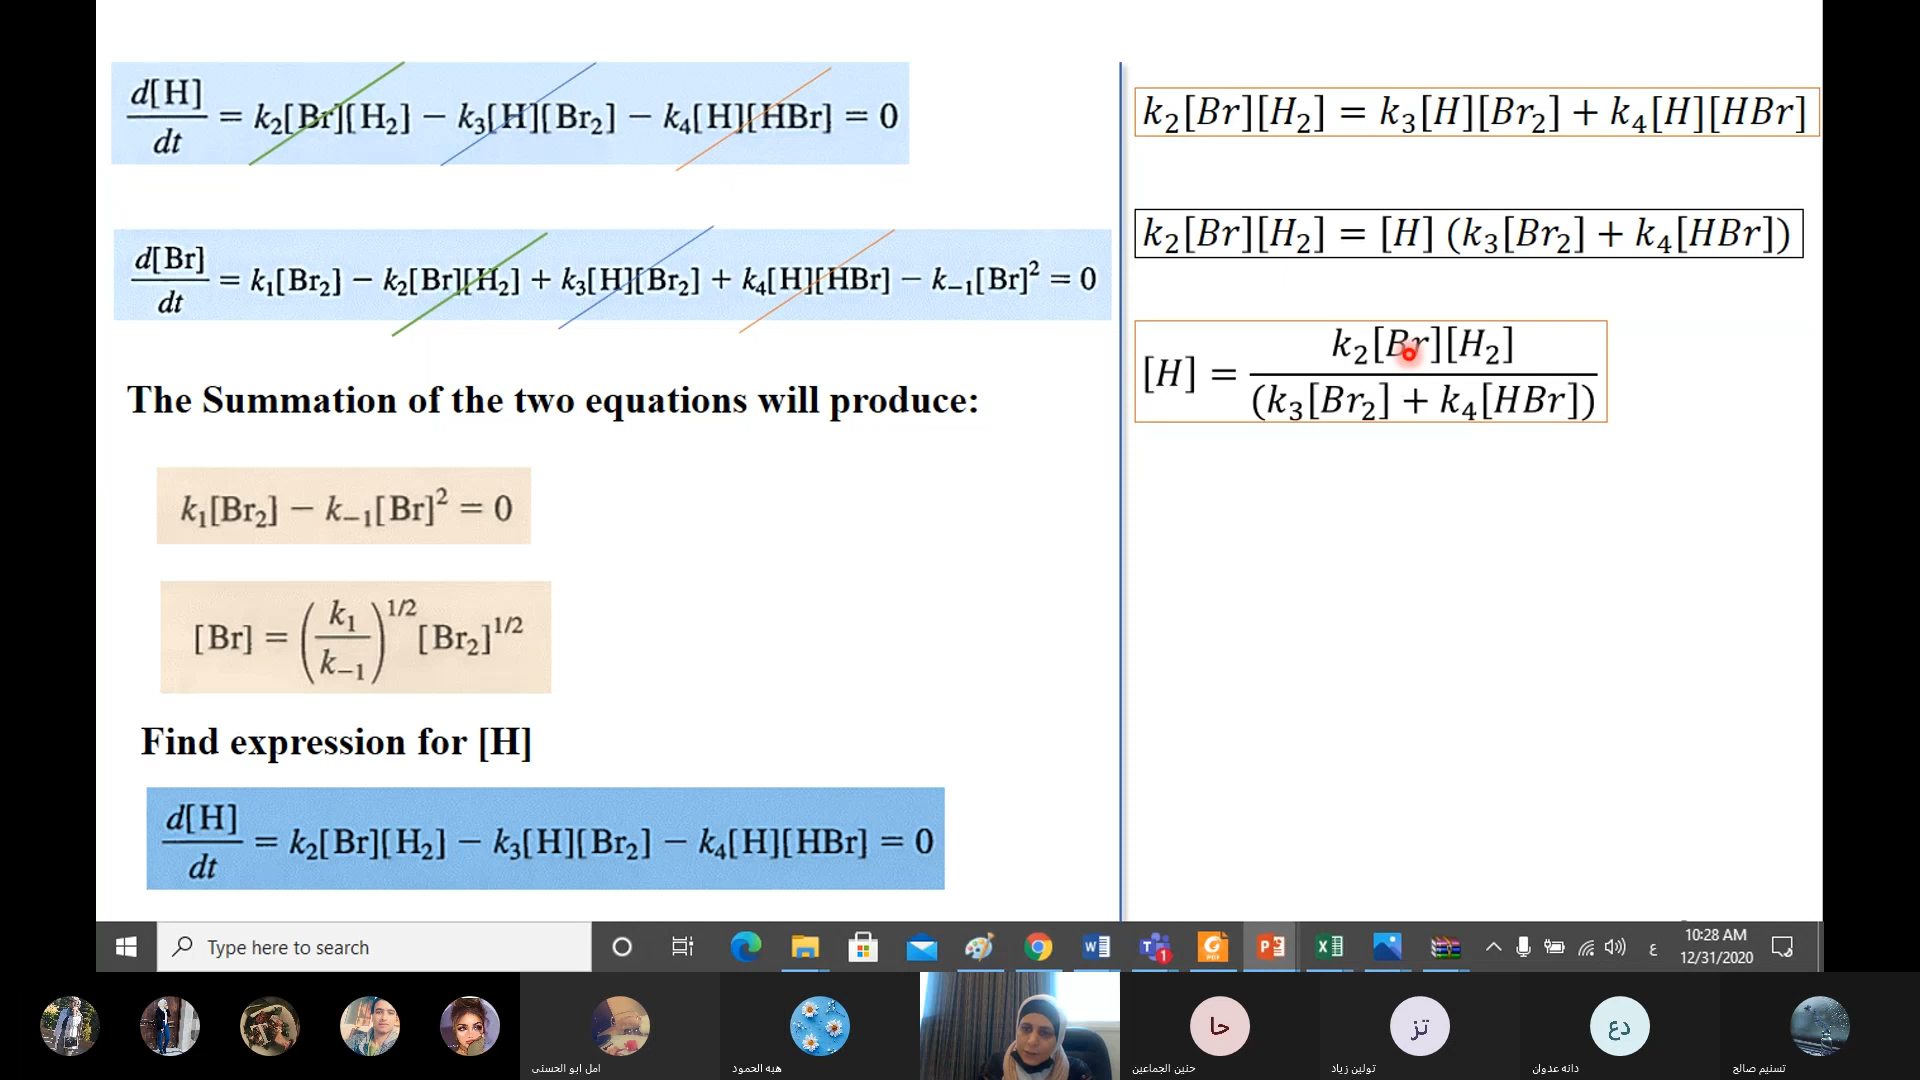 d[H]/dt = k₂[Br][H₂] − k₃[H][Br₂] − k₄[H][HBr] = 0
d[Br]/dt = k₁[Br₂] − k₂[Br][H₂] + k₃[H][Br₂] + k₄[H][HBr] − k₋₁[Br]² = 0
The Summation of the two equations will produce:
k₁[Br₂] − k₋₁[Br]² = 0
[Br] = (k₁/k₋₁)^1/2 [Br₂]^1/2
Find expression for [H]
d[H]/dt = k₂[Br][H₂] − k₃[H][Br₂] − k₄[H][HBr] = 0
k₂[Br][H₂] = k₃[H][Br₂] + k₄[H][HBr]
k₂[Br][H₂] = [H] (k₃[Br₂] + k₄[HBr])
[H] = k₂[Br][H₂] / (k₃[Br₂] + k₄[HBr])
Type here to search
1
PDF
ع
10:28 AM
12/31/2020
امل ابو الحسنى
هبه الحمود
حا
حنين الجماعين
تز
تولين زياد
دع
دانه عدوان
تسنيم صالح